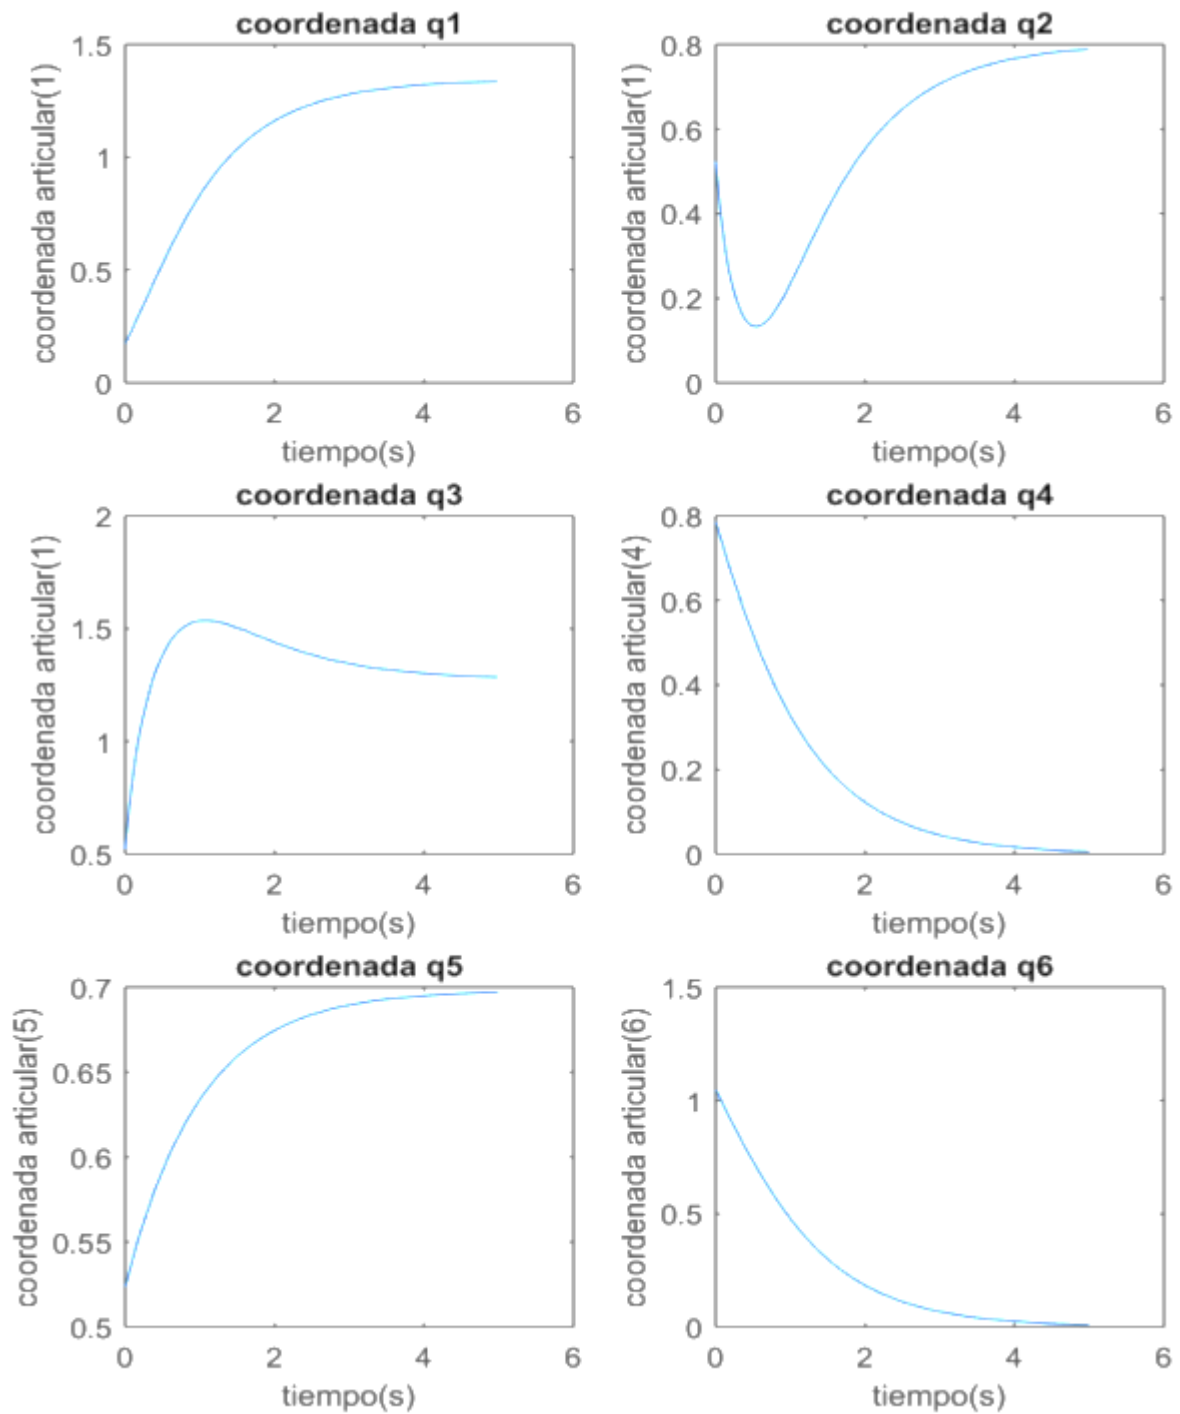 coordenada q1
coordenada articular(1)
1.5
1
0.5
0
0 2 4 6
tiempo(s)
coordenada q2
coordenada articular(1)
0.8
0.6
0.4
0.2
0
0 2 4 6
tiempo(s)
coordenada q3
coordenada articular(1)
2
1.5
1
0.5
0 2 4 6
tiempo(s)
coordenada q4
coordenada articular(4)
0.8
0.6
0.4
0.2
0
0 2 4 6
tiempo(s)
coordenada q5
coordenada articular(5)
0.7
0.65
0.6
0.55
0.5
0 2 4 6
tiempo(s)
coordenada q6
coordenada articular(6)
1.5
1
0.5
0
0 2 4 6
tiempo(s)